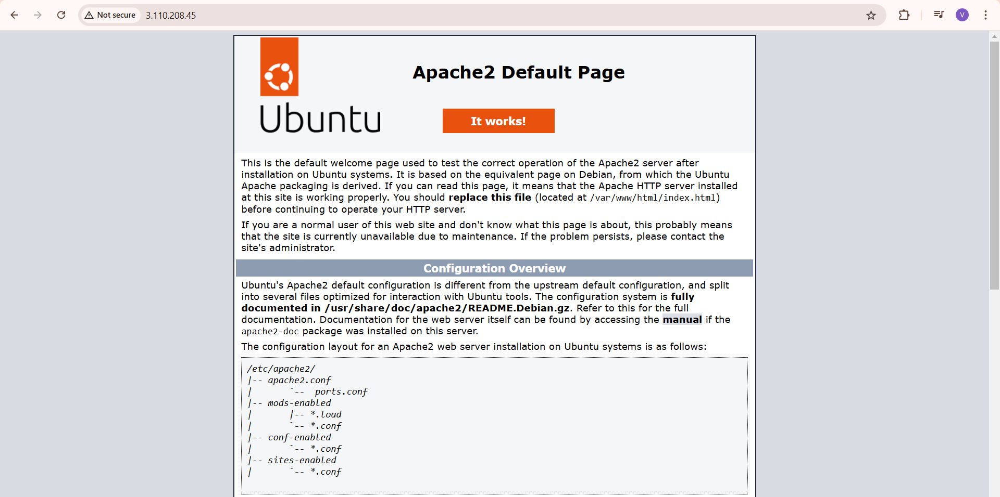 Not secure
3.110.208.45
V
Apache2 Default Page
Ubuntu
It works!
This is the default welcome page used to test the correct operation of the Apache2 server after
installation on Ubuntu systems. It is based on the equivalent page on Debian, from which the Ubuntu
Apache packaging is derived. If you can read this page, it means that the Apache HTTP server installed
at this site is working properly. You should replace this file (located at /var/www/html/index.html)
before continuing to operate your HTTP server.
If you are a normal user of this web site and don't know what this page is about, this probably means
that the site is currently unavailable due to maintenance. If the problem persists, please contact the
site's administrator.
Configuration Overview
Ubuntu's Apache2 default configuration is different from the upstream default configuration, and split
into several files optimized for interaction with Ubuntu tools. The configuration system is fully
documented in /usr/share/doc/apache2/README.Debian.gz. Refer to this for the full
documentation. Documentation for the web server itself can be found by accessing the manual if the
apache2-doc package was installed on this server.
The configuration layout for an Apache2 web server installation on Ubuntu systems is as follows:
/etc/apache2/
|-- apache2.conf
|       `--  ports.conf
|-- mods-enabled
|       |-- *.load
|       `-- *.conf
|-- conf-enabled
|       `-- *.conf
|-- sites-enabled
|       `-- *.conf